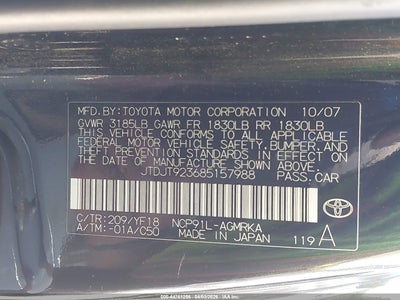 MFD.BY: TOYOTA MOTOR CORPORATION 10/07
GVWR 3185LB GAWR FR 1830LB RR 1830LB
THIS VEHICLE CONFORMS TO ALL APPLICABLE
FEDERAL MOTOR VEHICLE SAFETY, BUMPER, AND
THEFT PREVENTION STANDARDS IN EFFECT ON
THE DATE OF MANUFACTURE SHOWN ABOVE.
JTDJT923685157988 PASS.CAR
C/TR: 209/YF18 NCP91L-AGMRKA
A/TM: -01A/C50 MADE IN JAPAN 119 A
TOYOTA